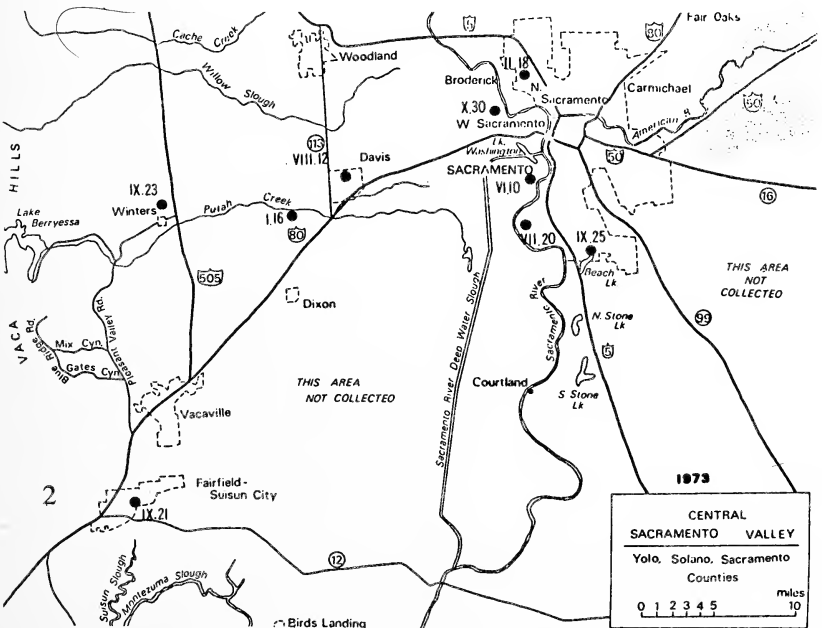 Fair Oaks
5
80
Cache Creek
Woodland
Willow Slough
Broderick
II.18
N. Sacramento
Carmichael
American R.
50
X.30
W Sacramento
113
Lk. Washington
VIII.12
Davis
SACRAMENTO
VI.10
50
16
HILLS
IX.23
Winters
Putah Creek
I.16
80
VII.20
IX.25
Beach Lk
Lake Berryessa
THIS AREA
NOT
COLLECTED
505
Dixon
Sacramento River Deep Water Slough
Sacramento River
N. Stone Lk
99
5
VACA
Blue Ridge Rd.
Mix Cyn.
Gates Cyn.
Pleasant Valley Rd.
THIS AREA
NOT COLLECTED
Courtland
S Stone Lk
Vacaville
2
Fairfield-
Suisun City
IX.21
1973
CENTRAL
SACRAMENTO VALLEY
Yolo, Solano, Sacramento
Counties
miles
0 1 2 3 4 5 10
12
Suisun Slough
Montezuma Slough
Birds Landing